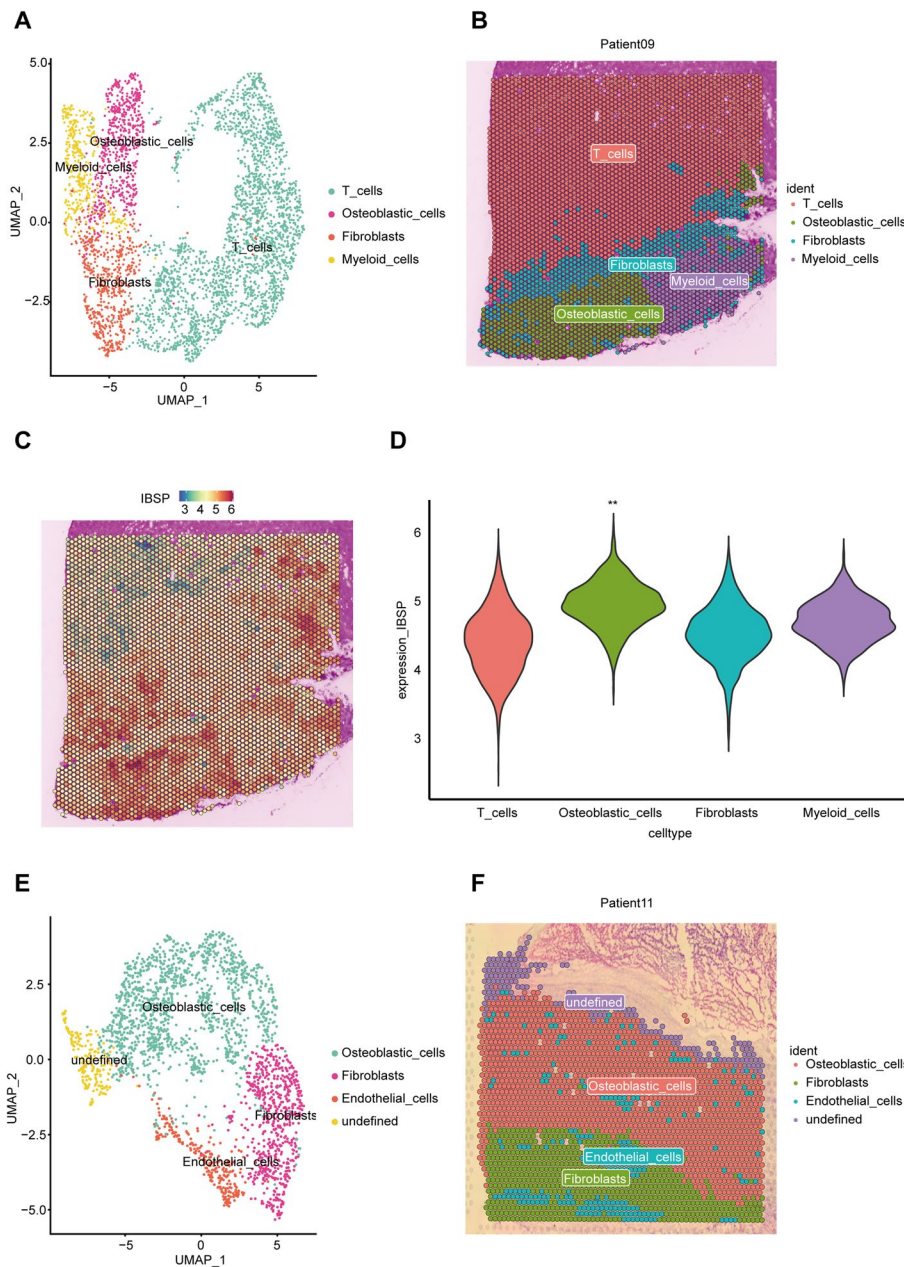 A
5.0
2.5
0.0
−2.5
UMAP_2
−5
0
5
UMAP_1
Osteoblastic_cells
Myeloid_cells
T_cells
Fibroblasts
T_cells
Osteoblastic_cells
Fibroblasts
Myeloid_cells
B
Patient09
T_cells
Fibroblasts
Myeloid_cells
Osteoblastic_cells
ident
T_cells
Osteoblastic_cells
Fibroblasts
Myeloid_cells
C
IBSP
3 4 5 6
D
**
6
5
4
3
expression_IBSP
T_cells
Osteoblastic_cells
Fibroblasts
Myeloid_cells
celltype
E
2.5
0.0
−2.5
−5.0
UMAP_2
−5
0
5
UMAP_1
Osteoblastic_cells
undefined
Fibroblasts
Endothelial_cells
Osteoblastic_cells
Fibroblasts
Endothelial_cells
undefined
F
Patient11
undefined
Osteoblastic_cells
Endothelial_cells
Fibroblasts
ident
Osteoblastic_cells
Fibroblasts
Endothelial_cells
undefined